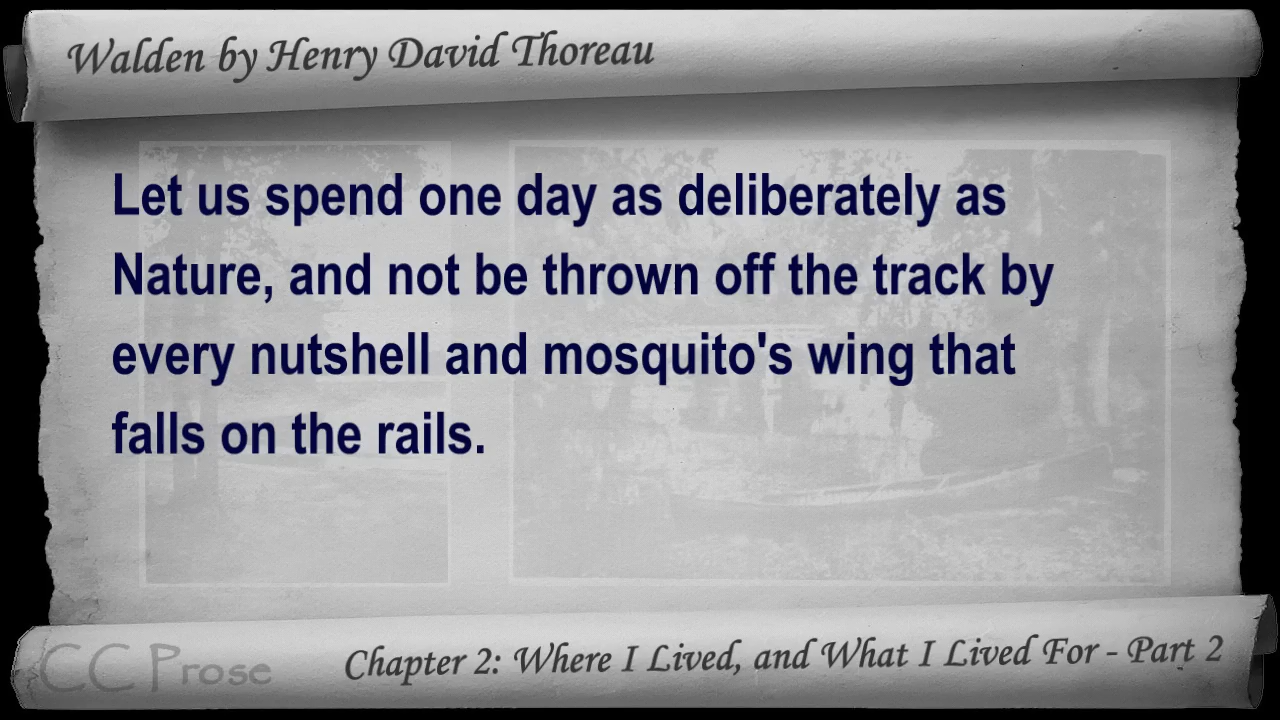 Walden by Henry David Thoreau
Let us spend one day as deliberately as
Nature, and not be thrown off the track by
every nutshell and mosquito's wing that
falls on the rails.
CC Prose
Chapter 2: Where I Lived, and What I Lived For - Part 2